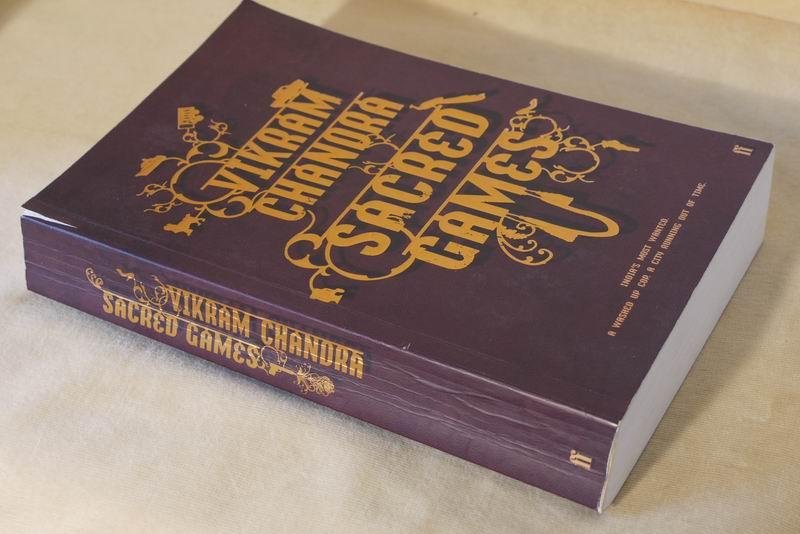 VIKRAM
CHANDRA
SACRED
GAMES
ff
INDIA'S MOST WANTED.
A WASHED UP COP. A CITY RUNNING OUT OF TIME.
VIKRAM CHANDRA
SACRED GAMES
ff